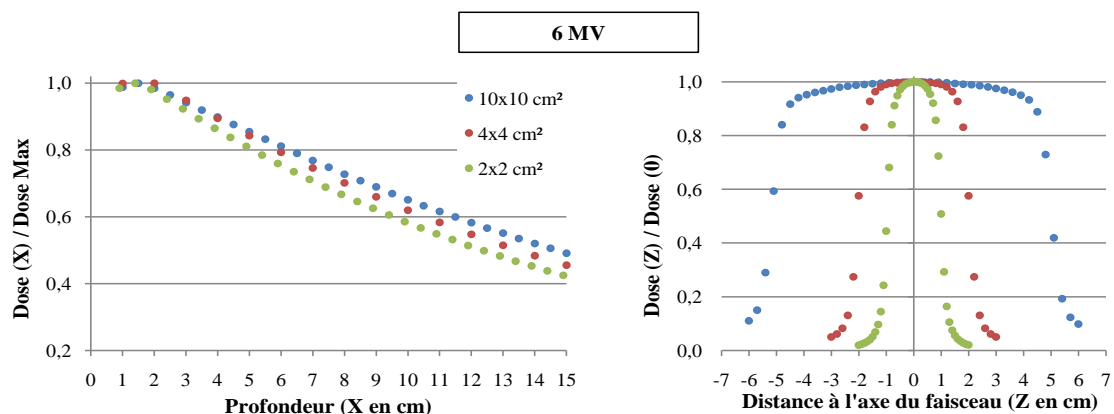 6 MV
Dose (X) / Dose Max
1,0
0,8
0,6
0,4
0,2
0 1 2 3 4 5 6 7 8 9 10 11 12 13 14 15
Profondeur (X en cm)
10x10 cm²
4x4 cm²
2x2 cm²
Dose (Z) / Dose (0)
1,0
0,8
0,6
0,4
0,2
0,0
-7 -6 -5 -4 -3 -2 -1 0 1 2 3 4 5 6 7
Distance à l'axe du faisceau (Z en cm)